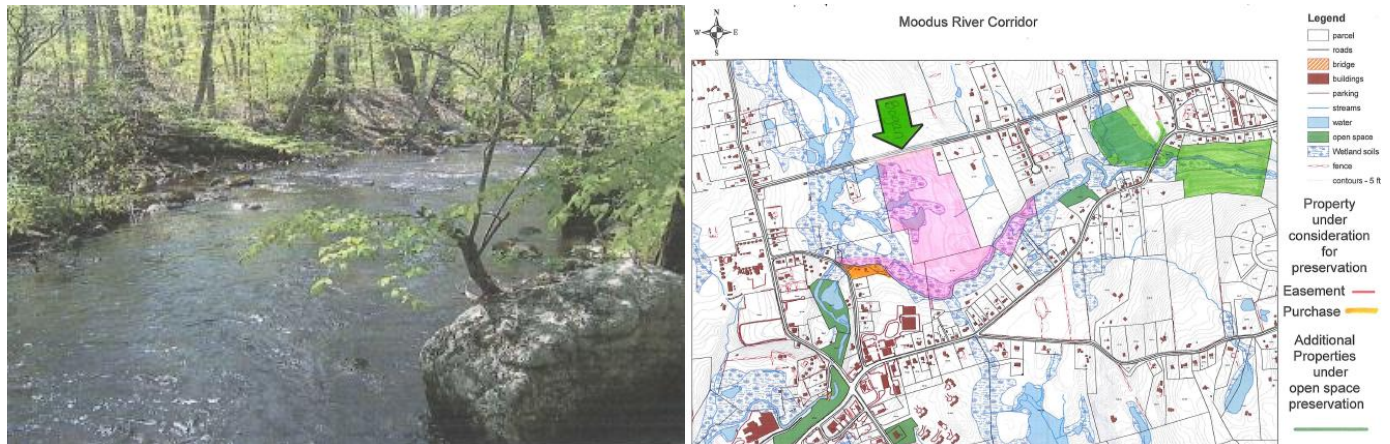 Moodus River Corridor
N
W
E
S
Legend
parcel
roads
bridge
buildings
parking
streams
water
open space
Wetland soils
fence
contours - 5 ft
Property
under
consideration
for
preservation
Easement
Purchase
Additional
Properties
under
open space
preservation